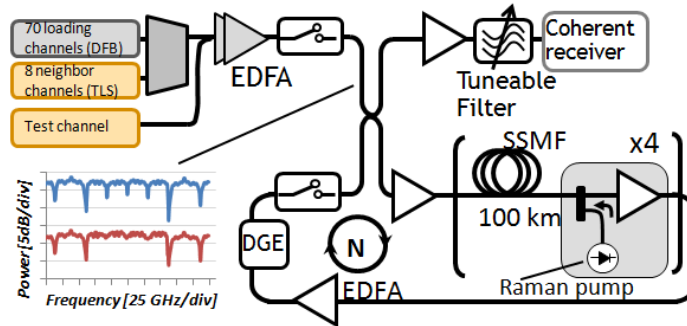 70 loading
channels (DFB)
8 neighbor
channels (TLS)
Test channel
EDFA
Tuneable
Filter
Coherent
receiver
SSMF
x4
100 km
Raman pump
DGE
N
EDFA
Power [5dB/div]
Frequency [25 GHz/div]